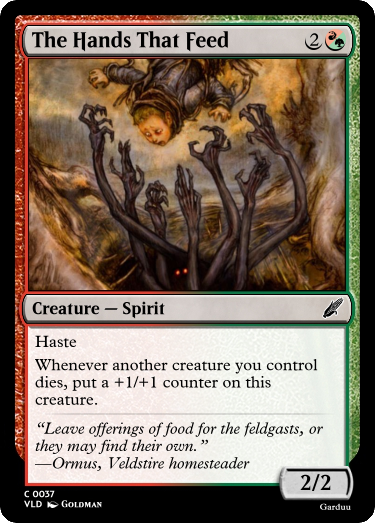 The Hands That Feed 2
Creature — Spirit
Haste
Whenever another creature you control
dies, put a +1/+1 counter on this
creature.
“Leave offerings of food for the feldgasts, or
they may find their own.”
—Ormus, Veldstire homesteader
2/2
C 0037
VLD Goldman
Garduu